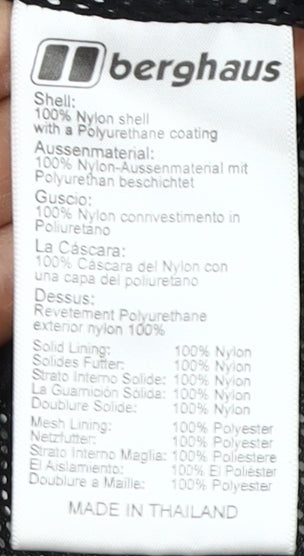 berghaus
Shell:
100% Nylon shell
with a Polyurethane coating
Aussenmaterial:
100% Nylon-Aussenmaterial mit
Polyurethan beschichtet
Guscio:
100% Nylon connvestimento in
Poliuretano
La Cáscara:
100% Cáscara del Nylon con
una capa del poliuretano
Dessus:
Revetement Polyurethane
exterior nylon 100%
Solid Lining: 100% Nylon
Solides Futter: 100% Nylon
Strato Interno Solide: 100% Nylon
La Guarnición Sólida: 100% Nylon
Doublure Solide: 100% Nylon
Mesh Lining: 100% Polyester
Netzfutter: 100% Polyester
Strato Interno Maglia: 100% Poliestere
El Aislamiento: 100% El Poliéster
Doublure a Maille: 100% Polyester
MADE IN THAILAND